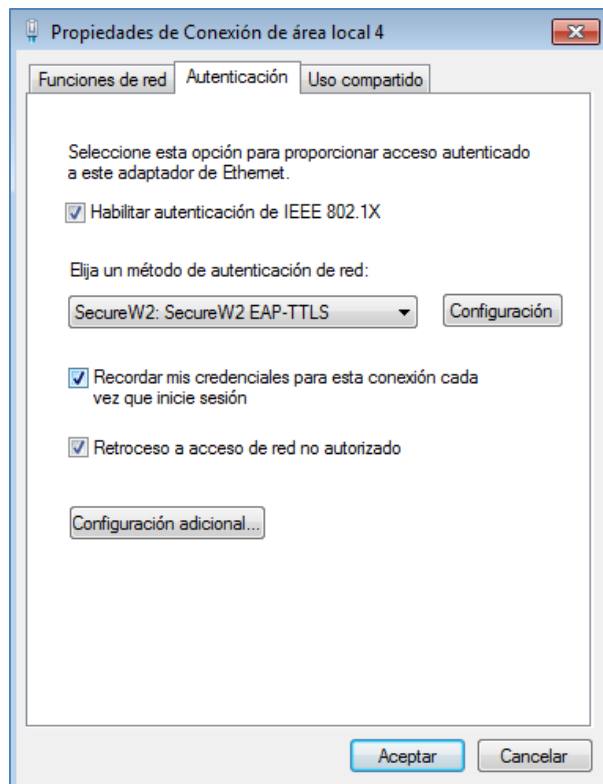 Propiedades de Conexión de área local 4
Funciones de red
Autenticación
Uso compartido
Seleccione esta opción para proporcionar acceso autenticado
a este adaptador de Ethernet.
Habilitar autenticación de IEEE 802.1X
Elija un método de autenticación de red:
SecureW2: SecureW2 EAP-TTLS
Configuración
Recordar mis credenciales para esta conexión cada
vez que inicie sesión
Retroceso a acceso de red no autorizado
Configuración adicional...
Aceptar
Cancelar